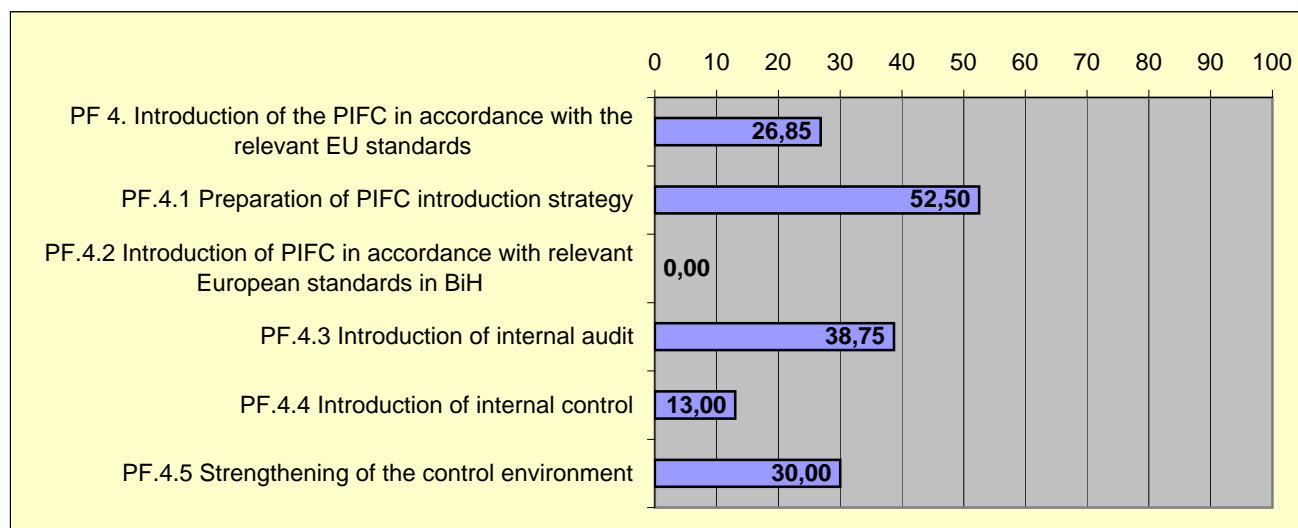 0 10 20 30 40 50 60 70 80 90 100
PF 4. Introduction of the PIFC in accordance with the
relevant EU standards
26,85
PF.4.1 Preparation of PIFC introduction strategy
52,50
PF.4.2 Introduction of PIFC in accordance with relevant
European standards in BiH
0,00
PF.4.3 Introduction of internal audit
38,75
PF.4.4 Introduction of internal control
13,00
PF.4.5 Strengthening of the control environment
30,00